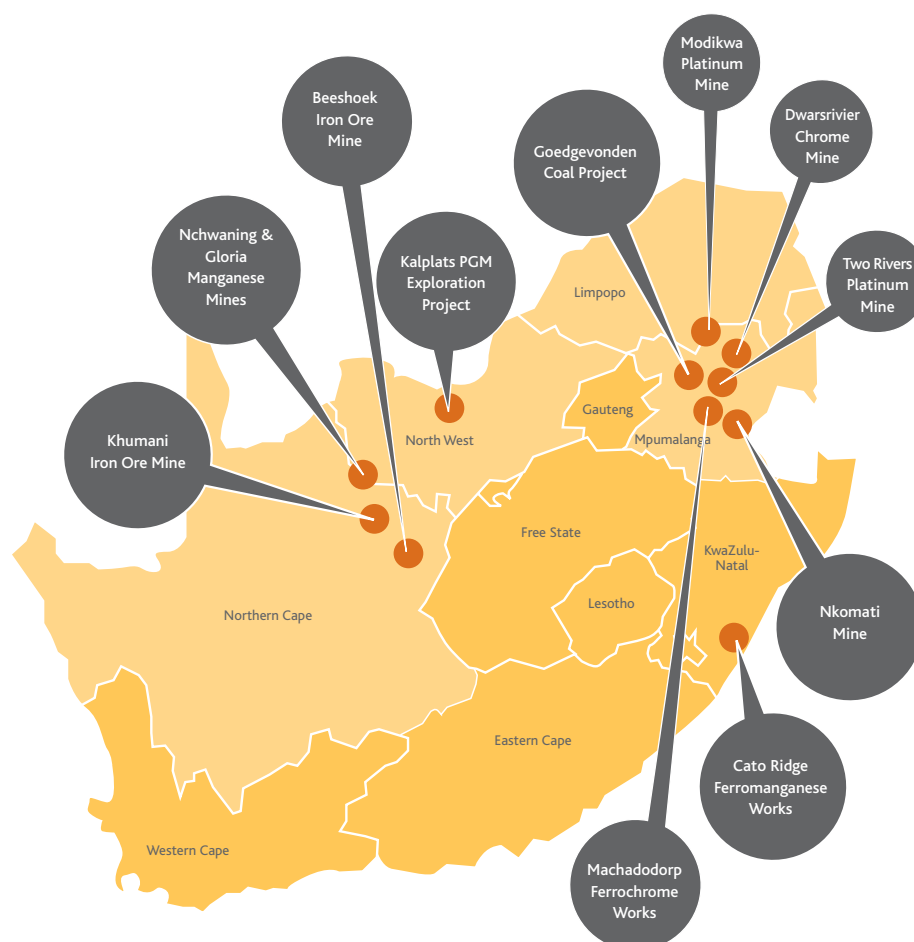 Modikwa
Platinum
Mine
Beeshoek
Iron Ore
Mine
Dwarsrivier
Chrome
Mine
Goedgevonden
Coal Project
Nchwaning &
Gloria
Manganese
Mines
Kalplats PGM
Exploration
Project
Two Rivers
Platinum
Mine
Limpopo
Gauteng
Khumani
Iron Ore Mine
North West
Mpumalanga
Free State
KwaZulu-
Natal
Lesotho
Northern Cape
Nkomati
Mine
Eastern Cape
Cato Ridge
Ferromanganese
Works
Western Cape
Machadodorp
Ferrochrome
Works